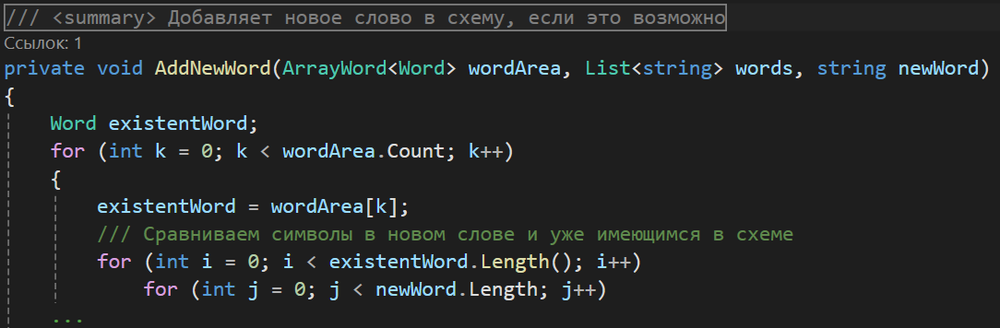 /// <summary> Добавляет новое слово в схему, если это возможно
Ссылок: 1
private void AddNewWord(ArrayWord<Word> wordArea, List<string> words, string newWord)
{
    Word existentWord;
    for (int k = 0; k < wordArea.Count; k++)
    {
        existentWord = wordArea[k];
        /// Сравниваем символы в новом слове и уже имеющимся в схеме
        for (int i = 0; i < existentWord.Length(); i++)
            for (int j = 0; j < newWord.Length; j++)
    ...